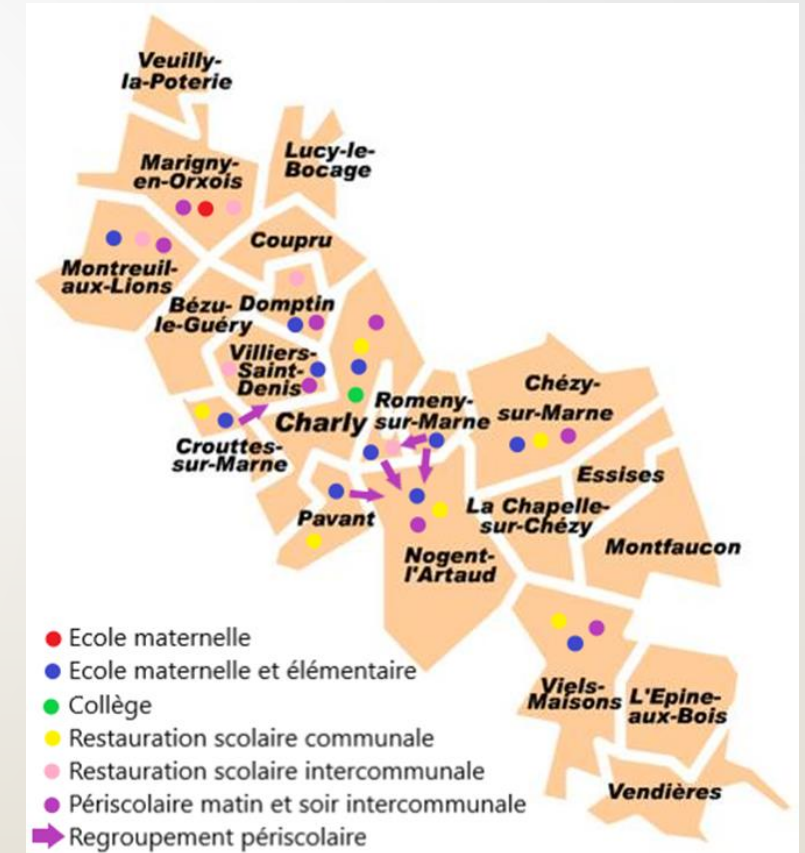 Veuilly-
la-Poterie
Marigny-
en-Orxois
Lucy-le-
Bocage
Coupru
Montreuil-
aux-Lions
Bézu-
le-Guéry
Domptin
Villiers-
Saint-
Denis
Charly
Romeny-
sur-Marne
Chézy-
sur-Marne
Crouttes-
sur-Marne
Essises
La Chapelle-
sur-Chézy
Pavant
Montfaucon
Nogent-
l'Artaud
Viels-
Maisons
L'Epine-
aux-Bois
Vendières
Ecole maternelle
Ecole maternelle et élémentaire
Collège
Restauration scolaire communale
Restauration scolaire intercommunale
Périscolaire matin et soir intercommunale
Regroupement périscolaire